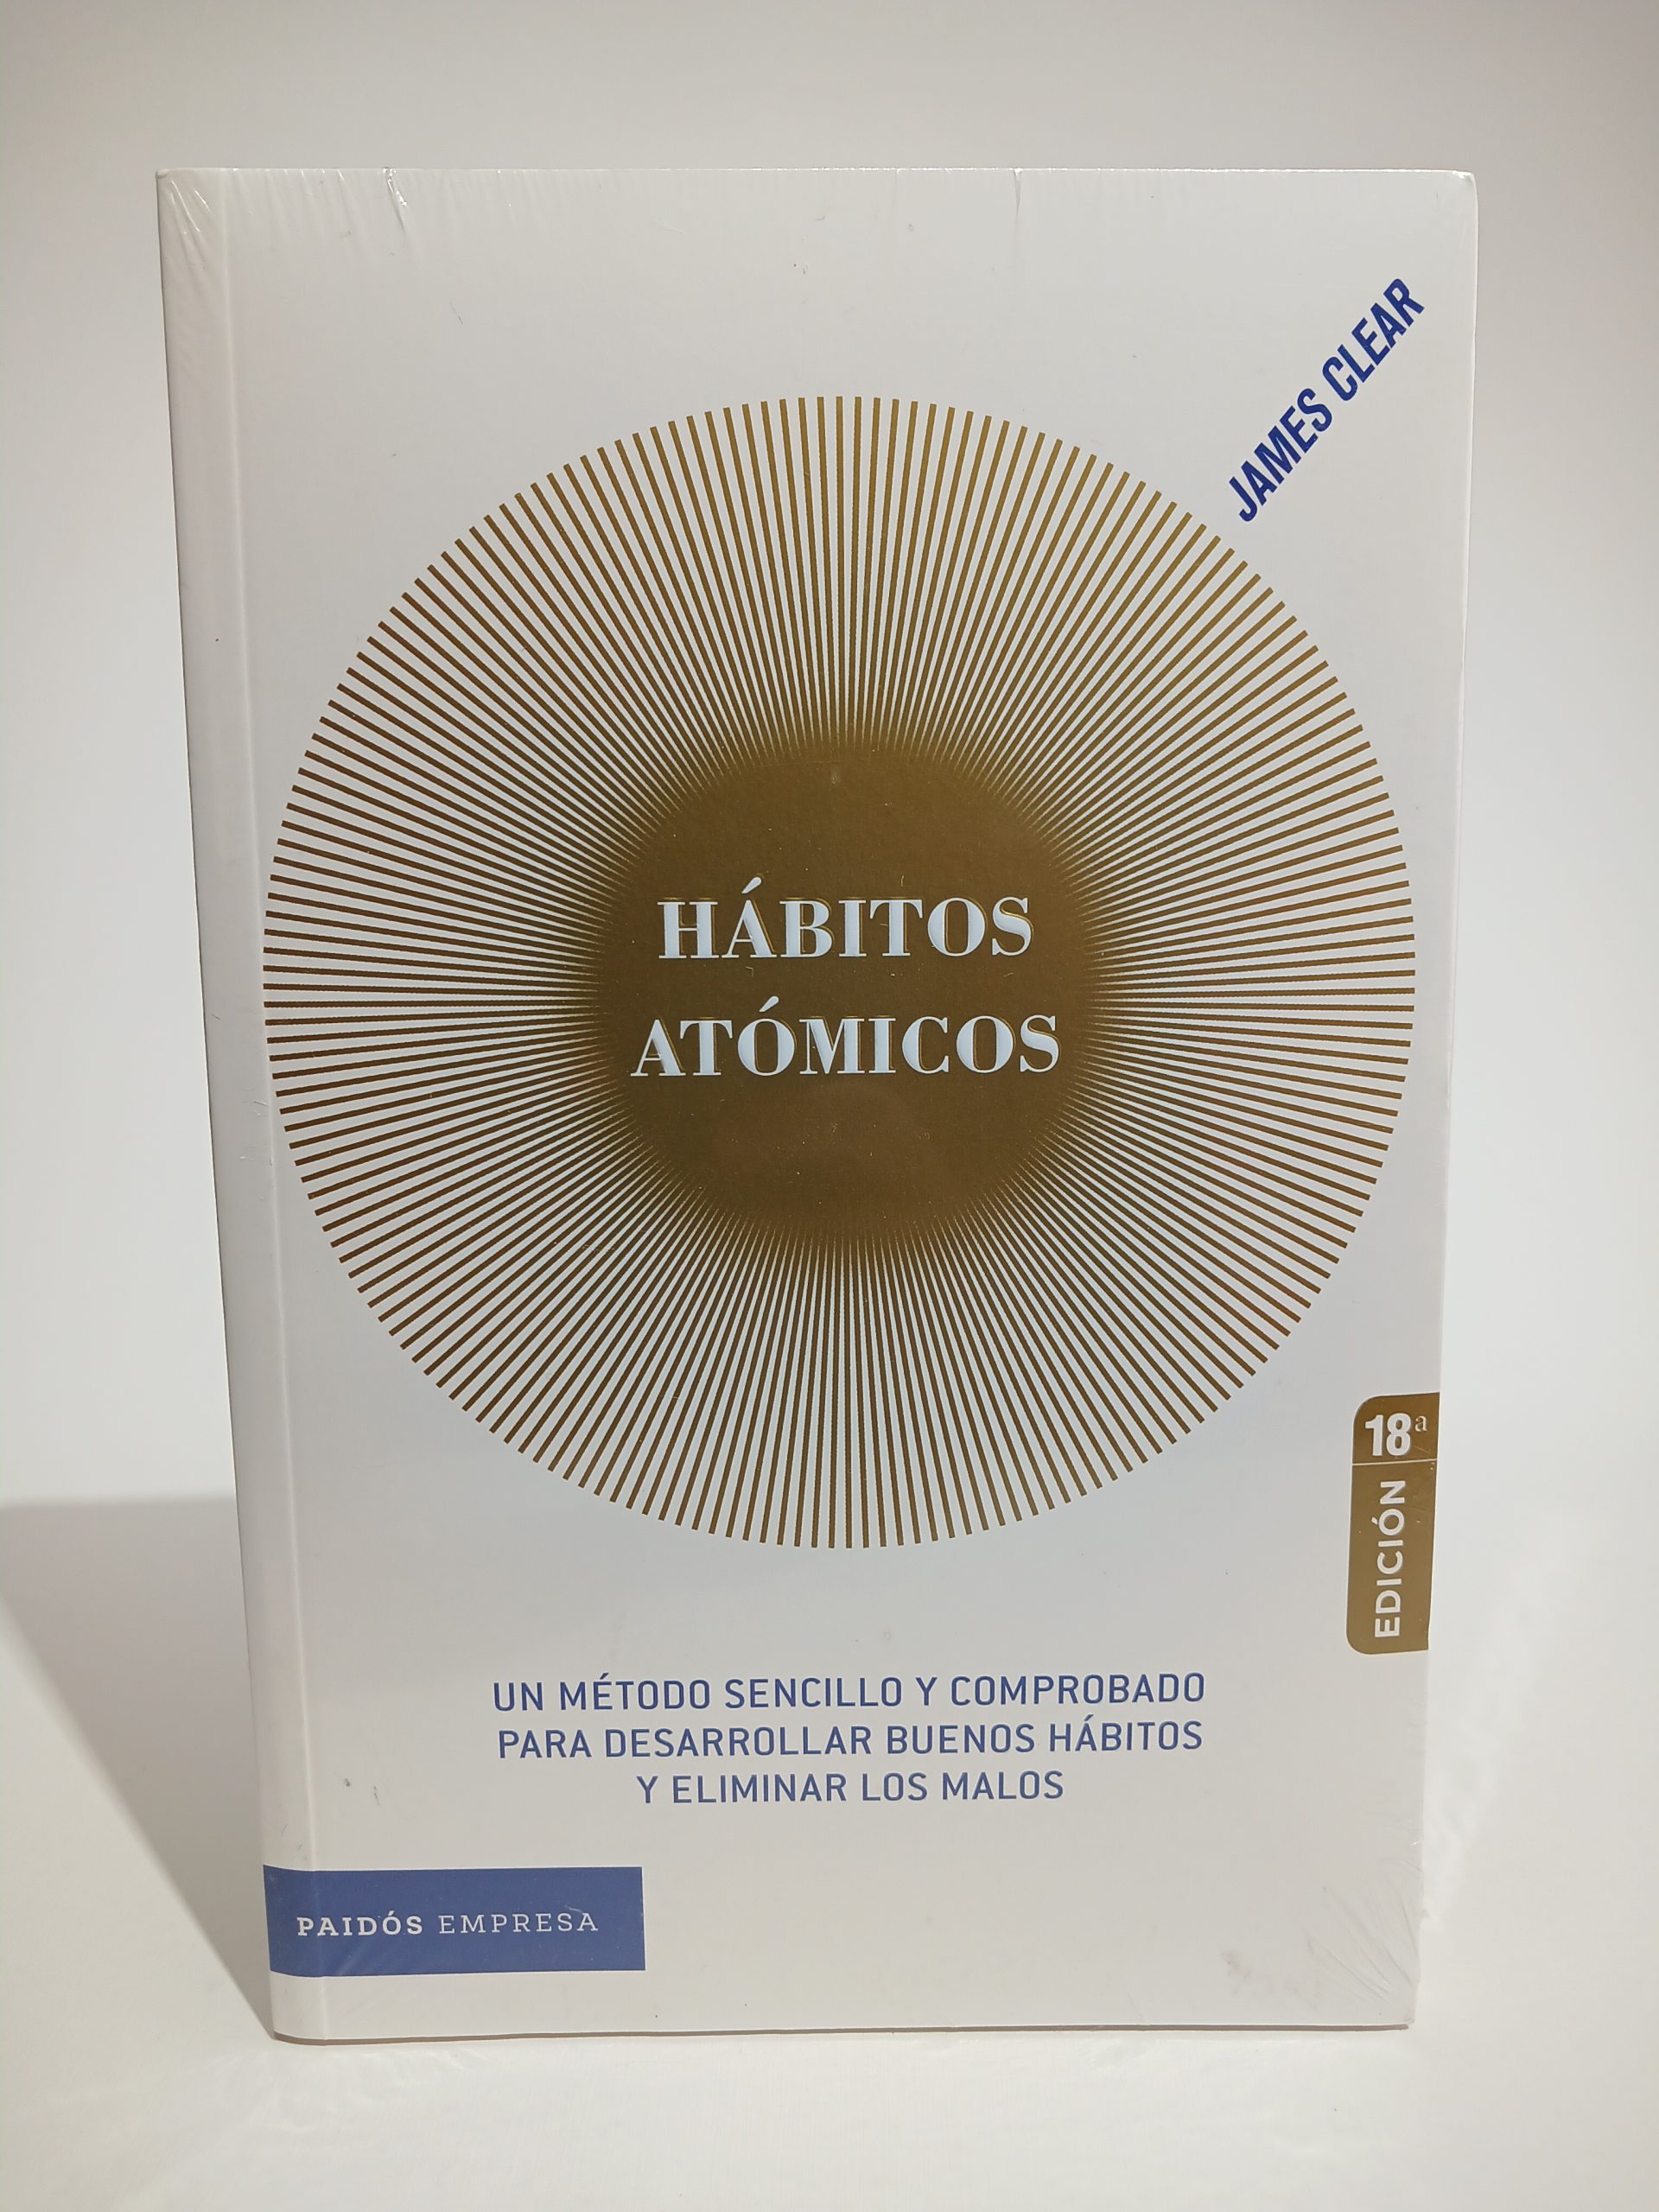 JAMES CLEAR
HÁBITOS
ATÓMICOS
18ª
EDICIÓN
UN MÉTODO SENCILLO Y COMPROBADO
PARA DESARROLLAR BUENOS HÁBITOS
Y ELIMINAR LOS MALOS
PAIDÓS EMPRESA